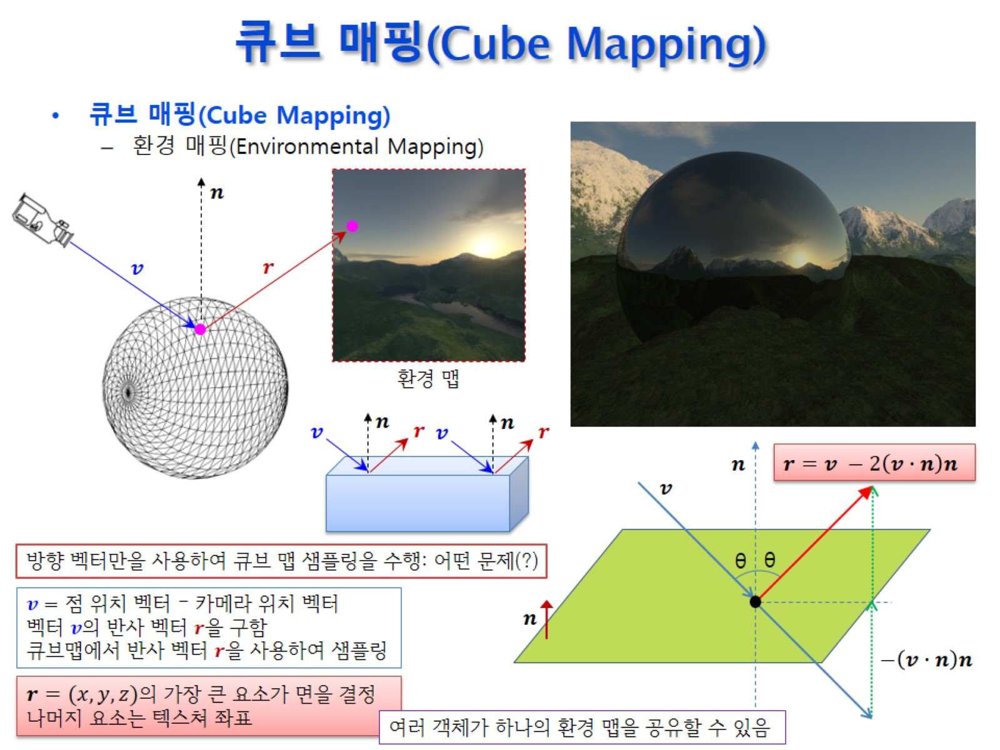 큐브 매핑(Cube Mapping)
• 큐브 매핑(Cube Mapping)
– 환경 매핑(Environmental Mapping)
n
v
r
환경 맵
v
n
r
v
n
r
방향 벡터만을 사용하여 큐브 맵 샘플링을 수행: 어떤 문제(?)
v = 점 위치 벡터 - 카메라 위치 벡터
벡터 v의 반사 벡터 r을 구함
큐브맵에서 반사 벡터 r을 사용하여 샘플링
r = (x, y, z)의 가장 큰 요소가 면을 결정
나머지 요소는 텍스쳐 좌표
여러 객체가 하나의 환경 맵을 공유할 수 있음
n
r = v − 2(v · n)n
v
θ θ
n
−(v · n)n